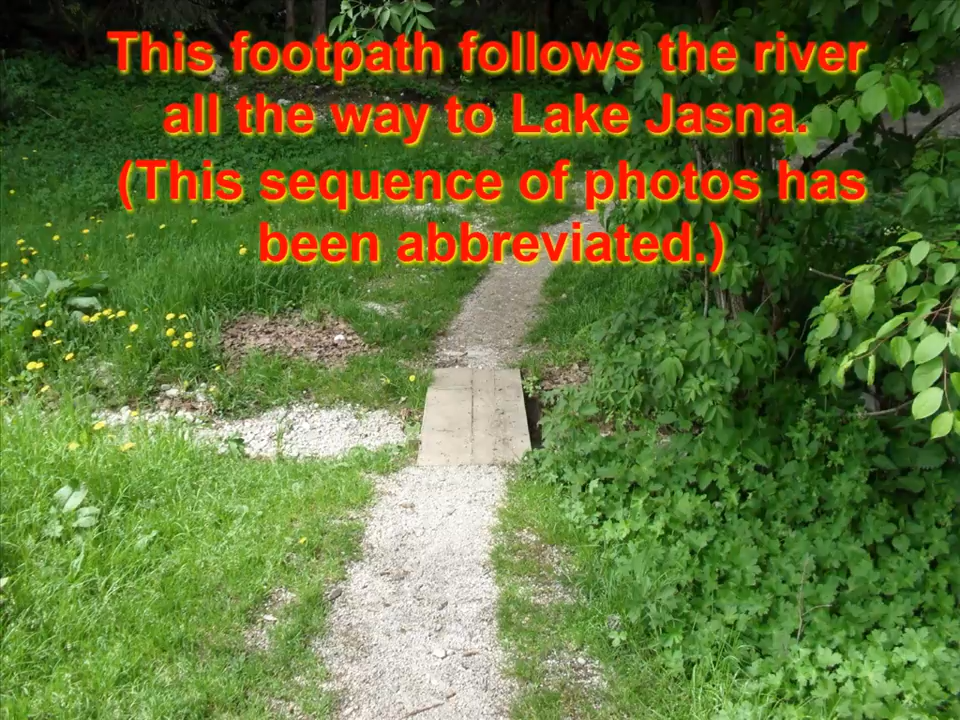 This footpath follows the river
all the way to Lake Jasna.
(This sequence of photos has
been abbreviated.)